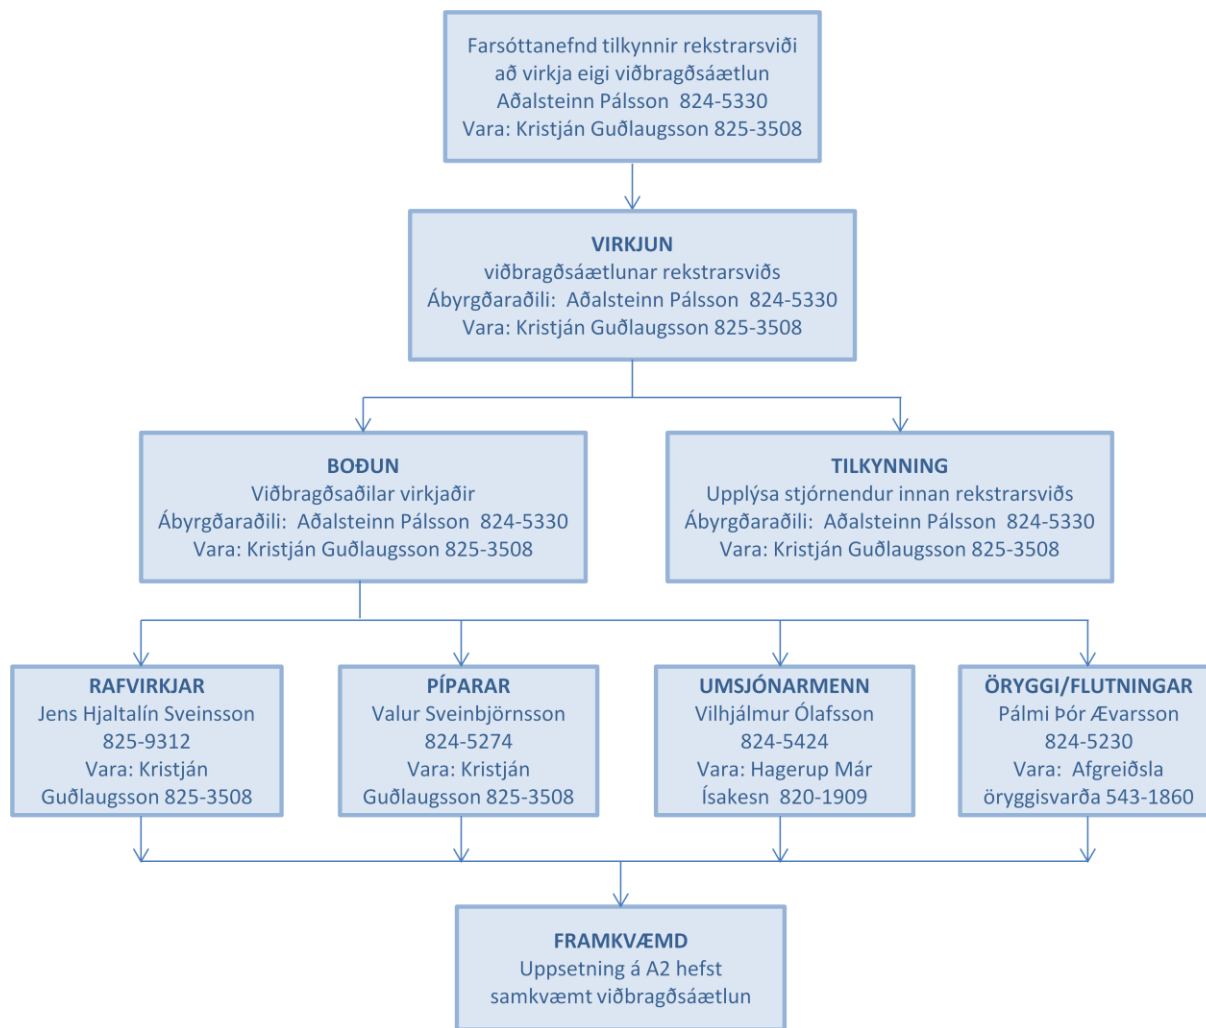 Farsóttanefnd tilkynnir rekstrarsviði
að virkja eigi viðbragðsáætlun
Aðalsteinn Pálsson 824-5330
Vara: Kristján Guðlaugsson 825-3508
VIRKJUN
viðbragðsáætlunar rekstrarsviðs
Ábyrgðaraðili: Aðalsteinn Pálsson 824-5330
Vara: Kristján Guðlaugsson 825-3508
BOÐUN
Viðbragðsaðilar virkjaðir
Ábyrgðaraðili: Aðalsteinn Pálsson 824-5330
Vara: Kristján Guðlaugsson 825-3508
TILKYNNING
Upplýsa stjórnendur innan rekstrarsviðs
Ábyrgðaraðili: Aðalsteinn Pálsson 824-5330
Vara: Kristján Guðlaugsson 825-3508
RAFVIRKJAR
Jens Hjaltalín Sveinsson
825-9312
Vara: Kristján
Guðlaugsson 825-3508
PÍPARAR
Valur Sveinbjörnsson
824-5274
Vara: Kristján
Guðlaugsson 825-3508
UMSJÓNARMENN
Vilhjálmur Ólafsson
824-5424
Vara: Hagerup Már
Ísakesn 820-1909
ÖRYGGI/FLUTNINGAR
Pálmi Þór Ævarsson
824-5230
Vara: Afgreiðsla
öryggisvarða 543-1860
FRAMKVÆMD
Uppsetning á A2 hefst
samkvæmt viðbragðsáætlun